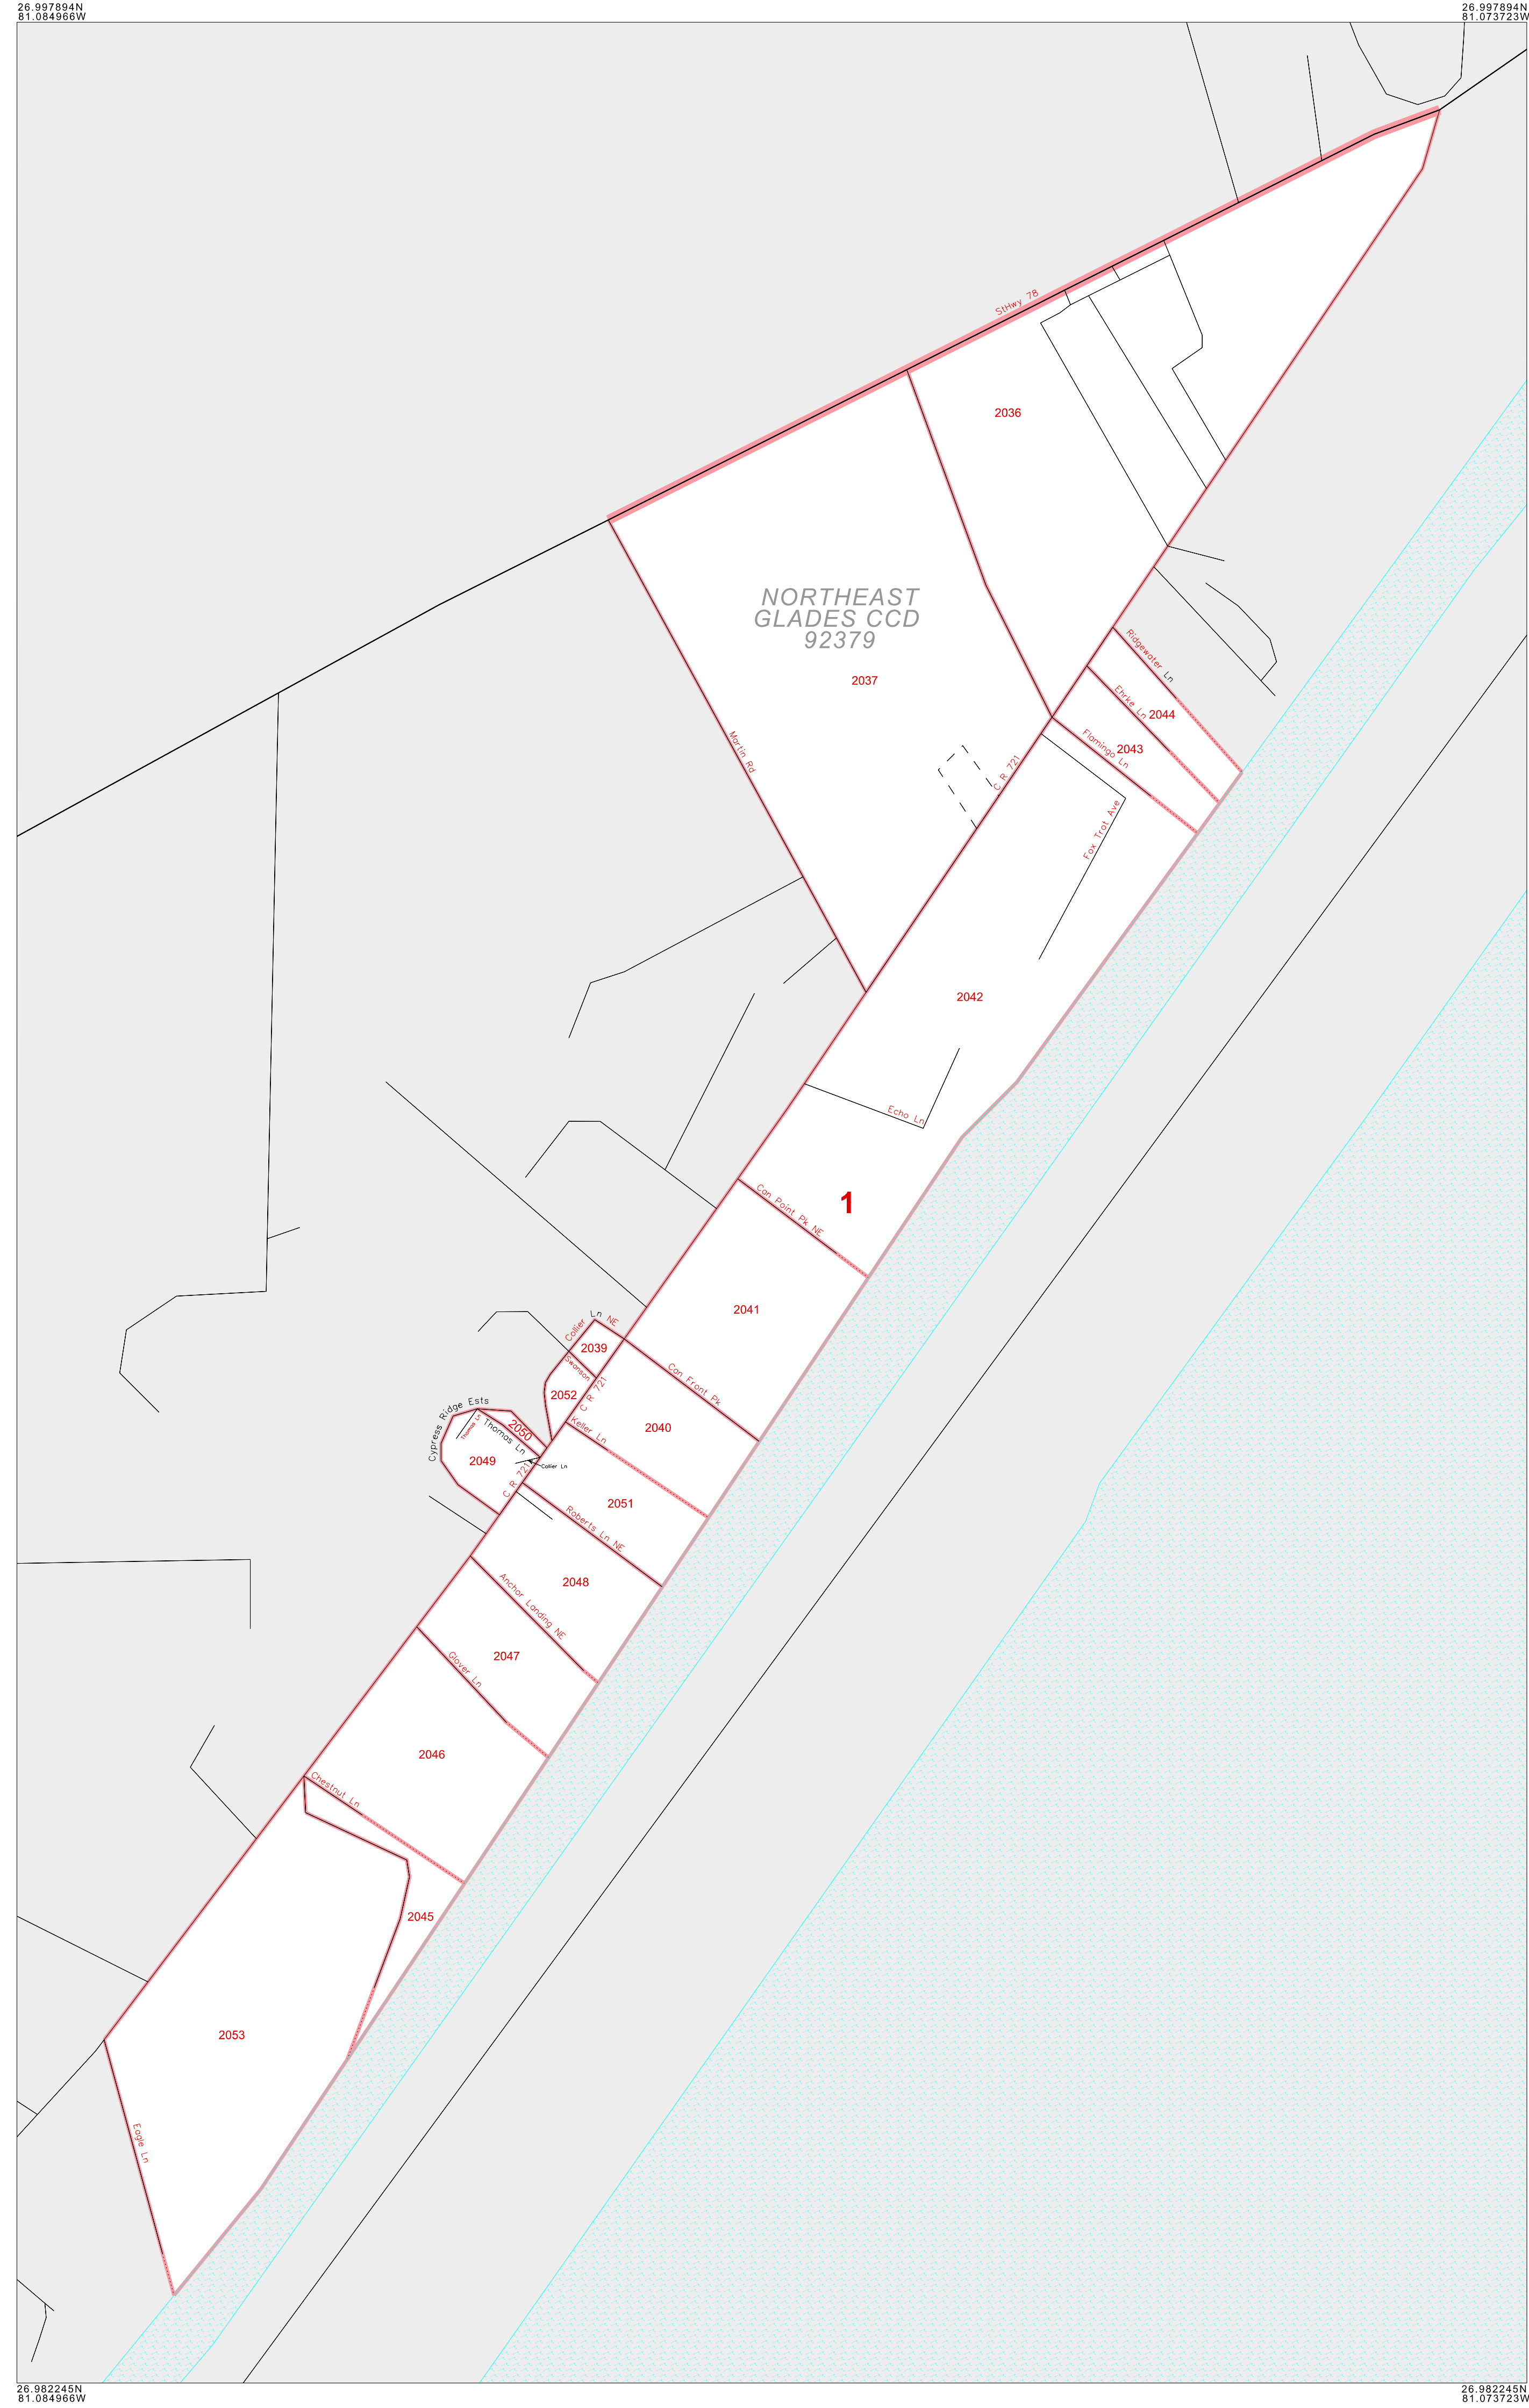 26.997894N
81.084966W
26.997894N
81.073723W
StHwy 78
2036
NORTHEAST
GLADES CCD
92379
2037
Ridgewater Ln
Ehrke Ln
2044
Flamingo Ln
2043
Martin Rd
C R 721
Fox Trot Ave
2042
Echo Ln
1
Can Point Pk NE
2041
Collier Ln NE
2039
Swanson
Can Front Pk
2052
C R 721
2040
Keller Ln
Cypress Ridge Ests
Thomas S
Thomas Ln
2050
2049
Collier Ln
C R 721
2051
Roberts Ln NE
2048
Anchor Landing NE
2047
Glover Ln
2046
Chestnut Ln
2045
2053
Eagle Ln
26.982245N
81.084966W
26.982245N
81.073723W